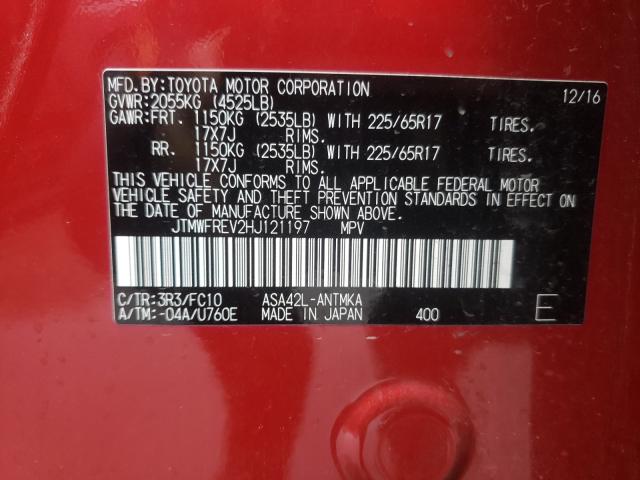 MFD.BY:TOYOTA MOTOR CORPORATION 12/16
GVWR:2055KG (4525LB)
GAWR:FRT. 1150KG (2535LB) WITH 225/65R17 TIRES.
17X7J RIMS.
RR. 1150KG (2535LB) WITH 225/65R17 TIRES.
17X7J RIMS.
THIS VEHICLE CONFORMS TO ALL APPLICABLE FEDERAL MOTOR
VEHICLE SAFETY AND THEFT PREVENTION STANDARDS IN EFFECT ON
THE DATE OF MANUFACTURE SHOWN ABOVE.
JTMWFREV2HJ121197 MPV
C/TR:3R3/FC10 ASA42L-ANTMKA
A/TM:-04A/U760E MADE IN JAPAN 400 E